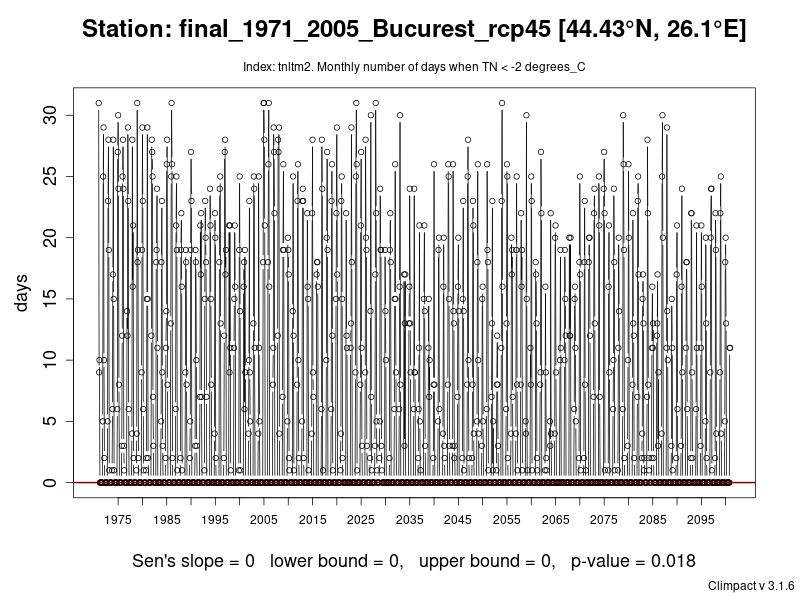 Station: final_1971_2005_Bucurest_rcp45 [44.43°N, 26.1°E]
Index: tnltm2. Monthly number of days when TN < -2 degrees_C
days
30
25
20
15
10
5
0
1975 1985 1995 2005 2015 2025 2035 2045 2055 2065 2075 2085 2095
Sen's slope = 0 lower bound = 0, upper bound = 0, p-value = 0.018
Climpact v 3.1.6